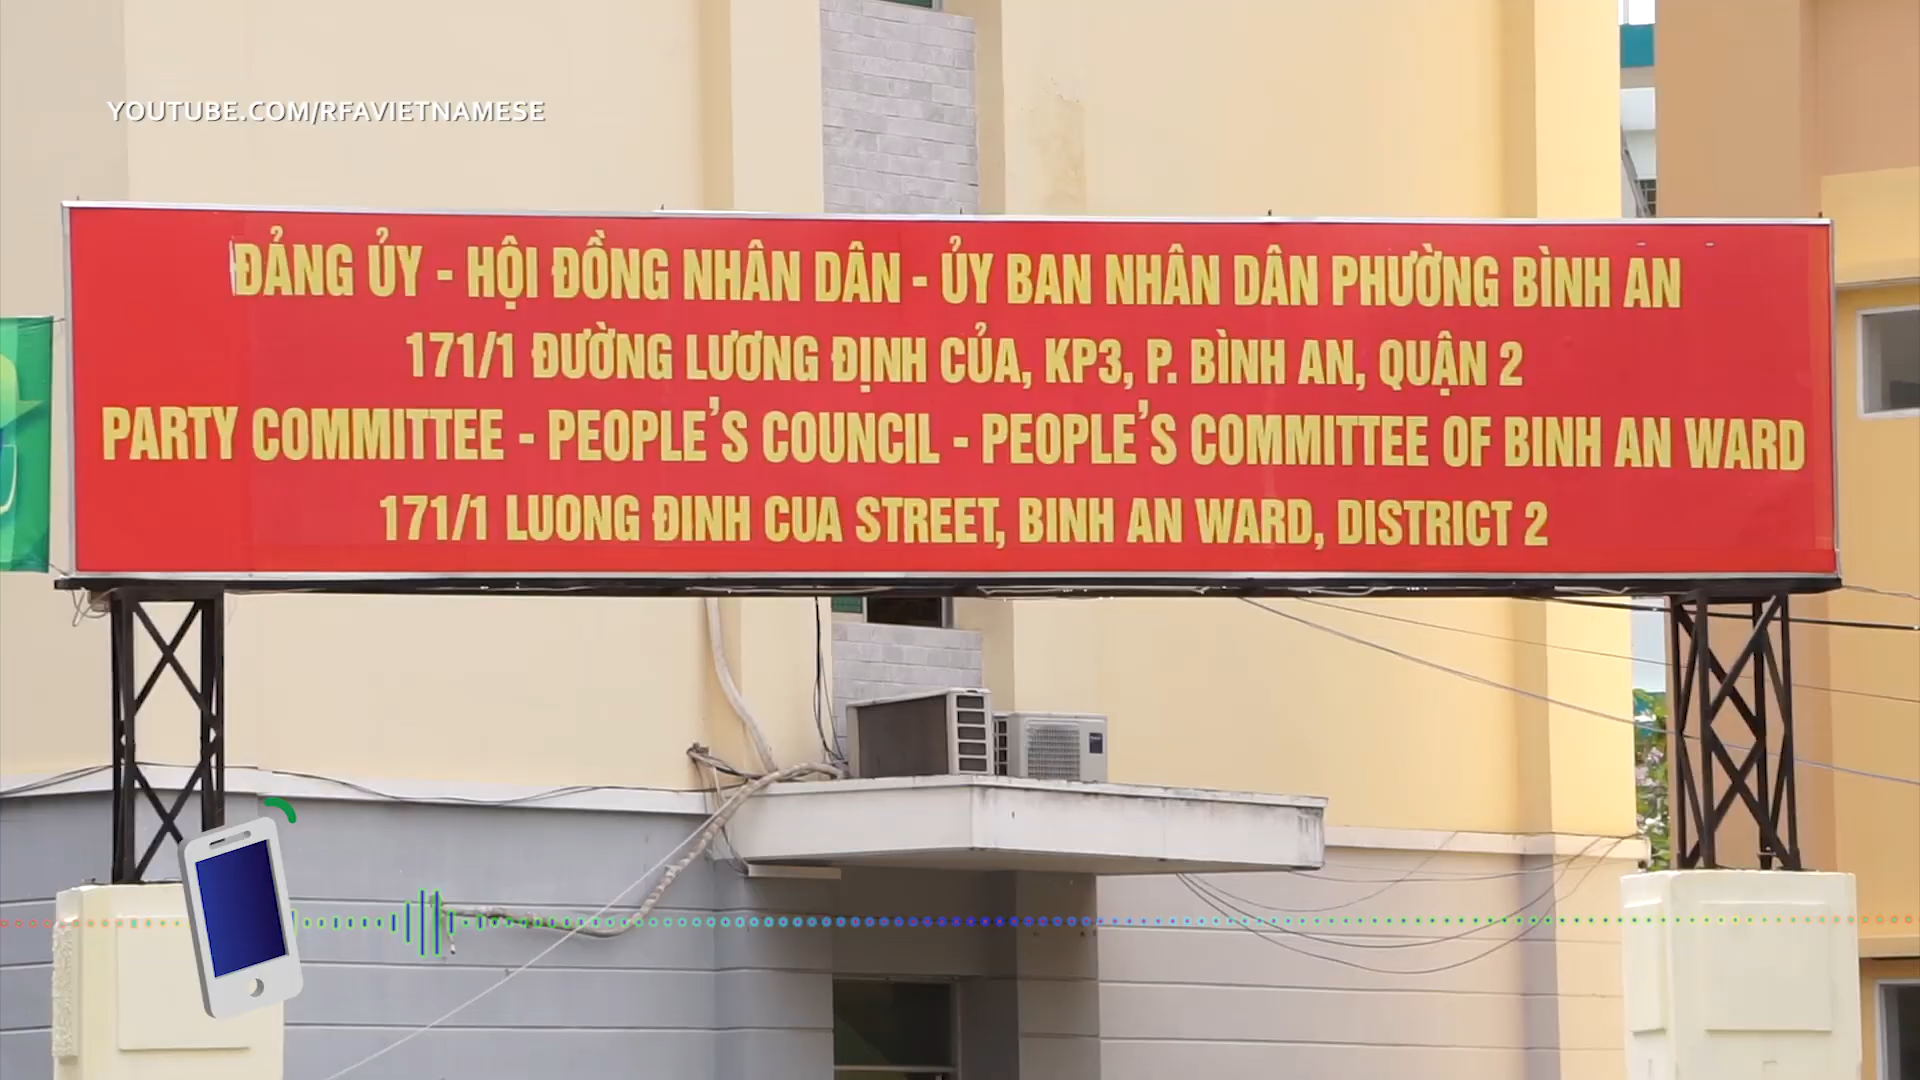 YOUTUBE.COM/RFAVIETNAMESE
ĐẢNG ỦY - HỘI ĐỒNG NHÂN DÂN - ỦY BAN NHÂN DÂN PHƯỜNG BÌNH AN
171/1 ĐƯỜNG LƯƠNG ĐỊNH CỦA, KP3, P. BÌNH AN, QUẬN 2
PARTY COMMITTEE - PEOPLE'S COUNCIL - PEOPLE'S COMMITTEE OF BINH AN WARD
171/1 LUONG ĐINH CUA STREET, BINH AN WARD, DISTRICT 2